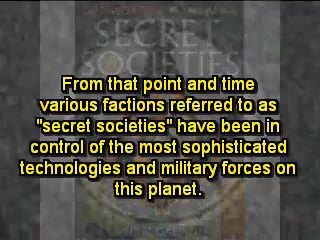 SECRET
SOCIETIES
From that point and time
various factions referred to as
"secret societies" have been in
control of the most sophisticated
technologies and military forces on
this planet.